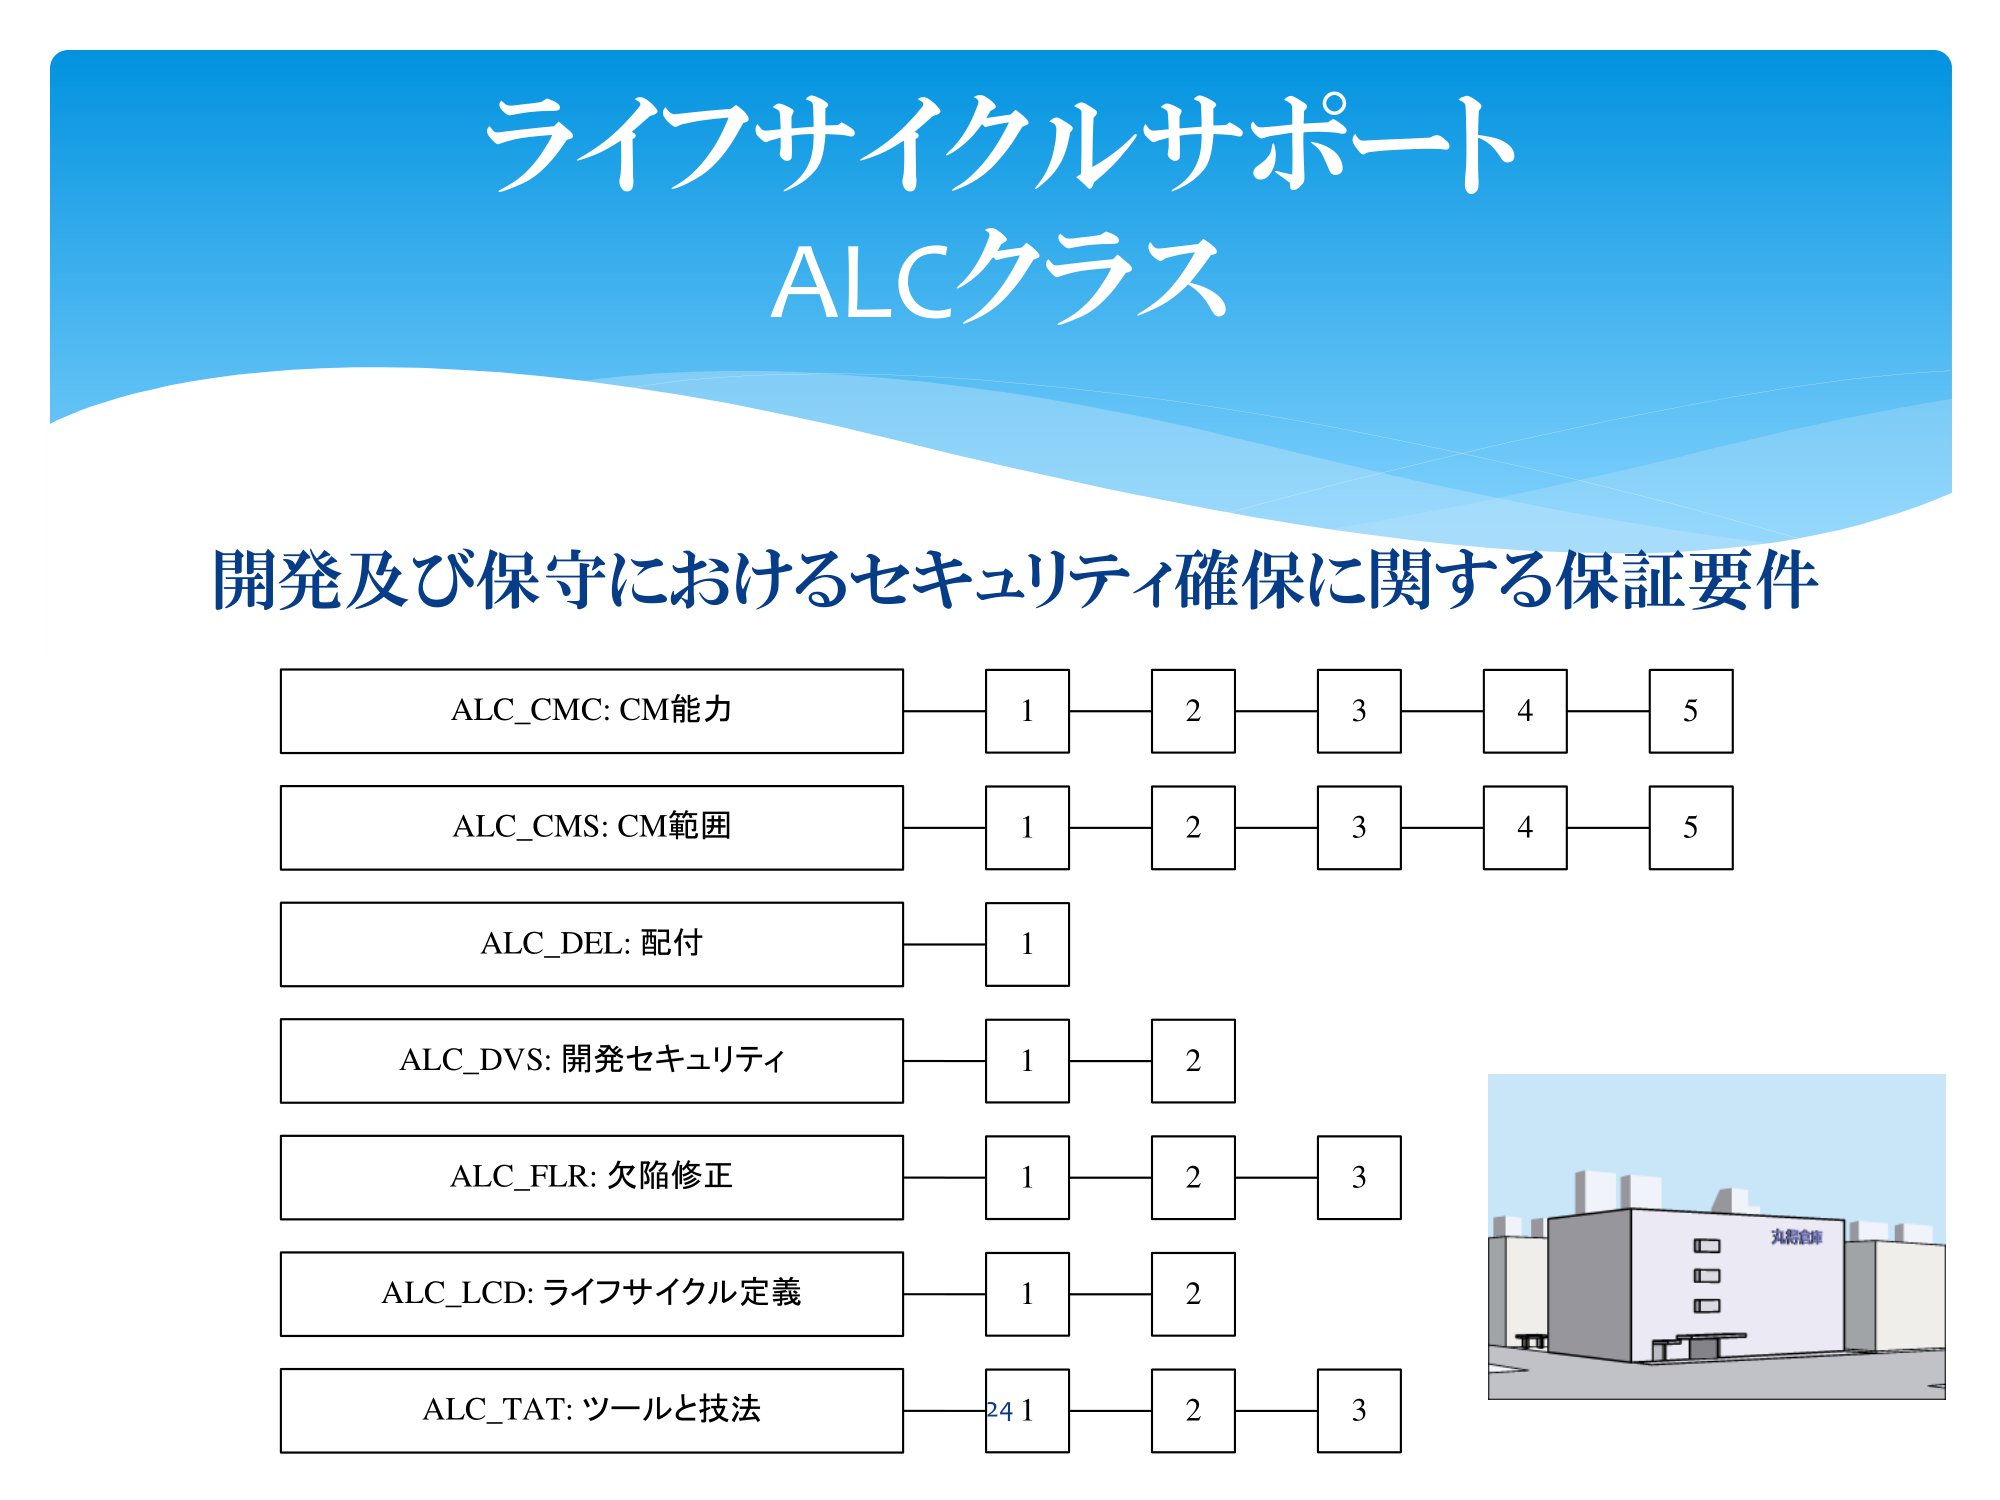 ライフサイクルサポート
ALCクラス
開発及び保守におけるセキュリティ確保に関する保証要件
ALC_CMC: CM能力 1 2 3 4 5
ALC_CMS: CM範囲 1 2 3 4 5
ALC_DEL: 配付 1
ALC_DVS: 開発セキュリティ 1 2
ALC_FLR: 欠陥修正 1 2 3
丸得倉庫
ALC_LCD: ライフサイクル定義 1 2
ALC_TAT: ツールと技法 1 2 3
24